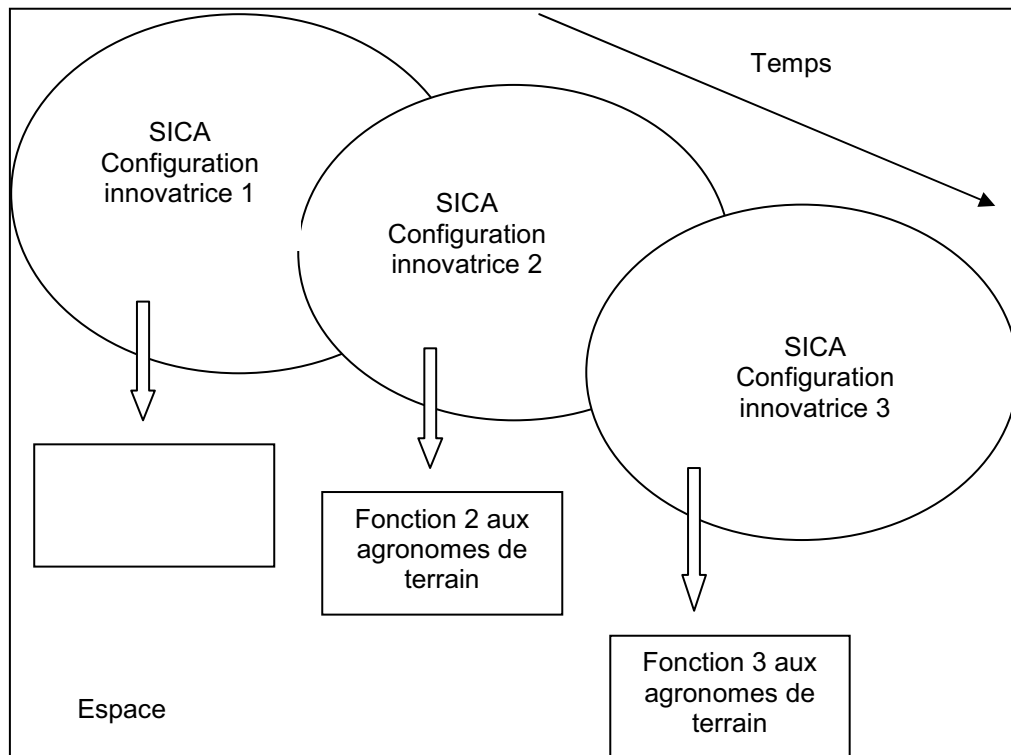 Temps
SICA
Configuration
innovatrice 1
SICA
Configuration
innovatrice 2
SICA
Configuration
innovatrice 3
Fonction 2 aux
agronomes de
terrain
Fonction 3 aux
agronomes de
terrain
Espace